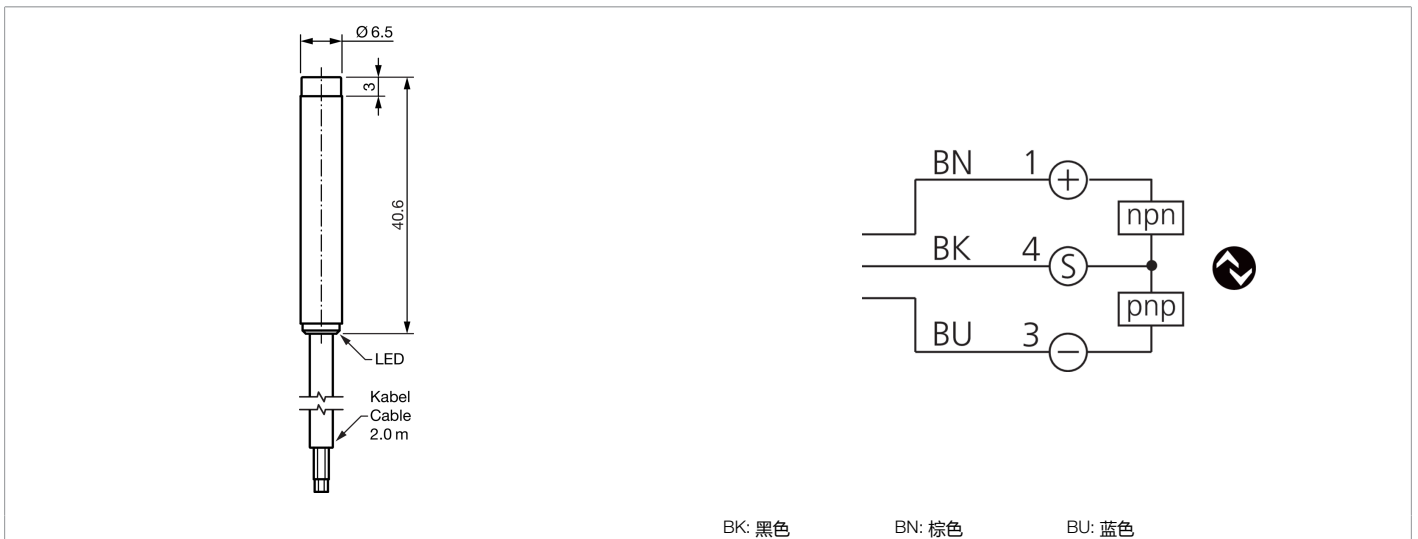 Ø 6.5
3
40.6
LED
Kabel
Cable
2.0 m
BN 1 +
npn
BK 4 S
pnp
BU 3 −
BK: 黑色 BN: 棕色 BU: 蓝色